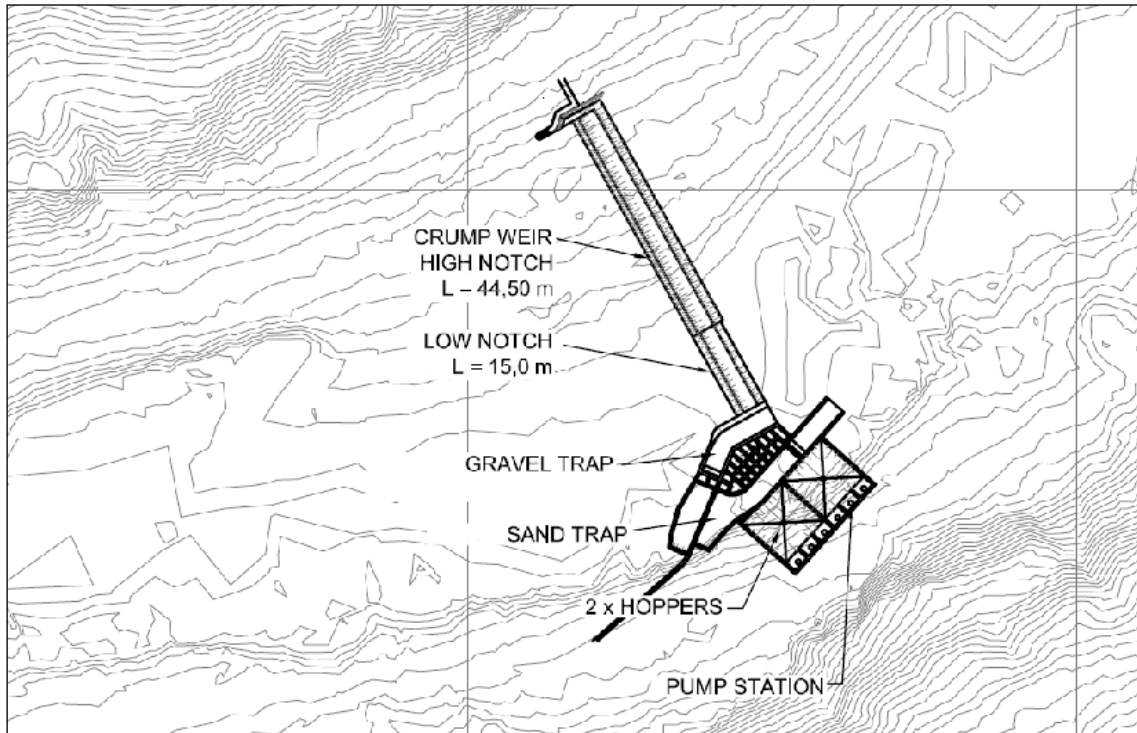 CRUMP WEIR
HIGH NOTCH
L – 44,50 m
LOW NOTCH
L = 15,0 m
GRAVEL TRAP
SAND TRAP
2 x HOPPERS
PUMP STATION